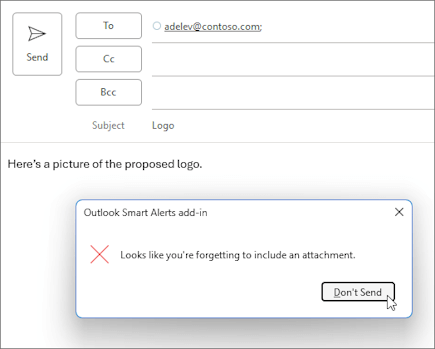 To
adelev@contoso.com;
Send
Cc
Bcc
Subject Logo
Here's a picture of the proposed logo.
Outlook Smart Alerts add-in
Looks like you're forgetting to include an attachment.
Don't Send